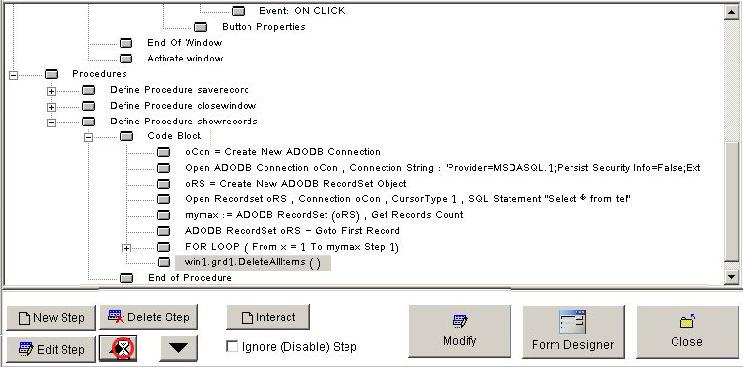 Event: ON CLICK
Button Properties
End Of Window
Activate window
Procedures
Define Procedure saverecord
Define Procedure closewindow
Define Procedure showrecords
Code Block
oCon = Create New ADODB Connection
Open ADODB Connection oCon , Connection String : 'Provider=MSDASQL.1;Persist Security Info=False;Ext
oRS = Create New ADODB RecordSet Object
Open Recordset oRS , Connection oCon , CursorType 1 , SQL Statement "Select * from tel"
mymax := ADODB RecordSet (oRS) , Get Records Count
ADODB RecordSet oRS - Goto First Record
FOR LOOP ( From x = 1 To mymax Step 1)
win1.grd1.DeleteAllItems ()
End of Procedure
New Step Delete Step Interact
Edit Step Ignore (Disable) Step
Modify Form Designer Close